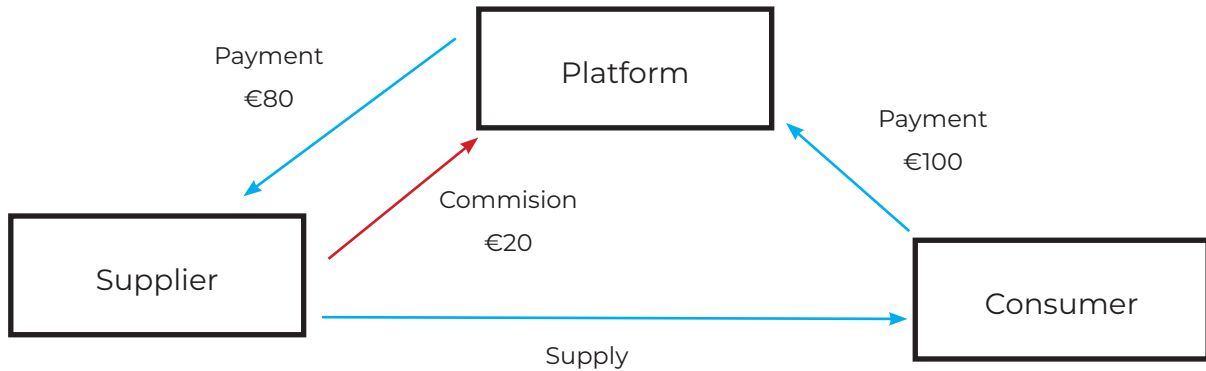 Payment
€80
Platform
Payment
€100
Commision
€20
Supplier
Consumer
Supply